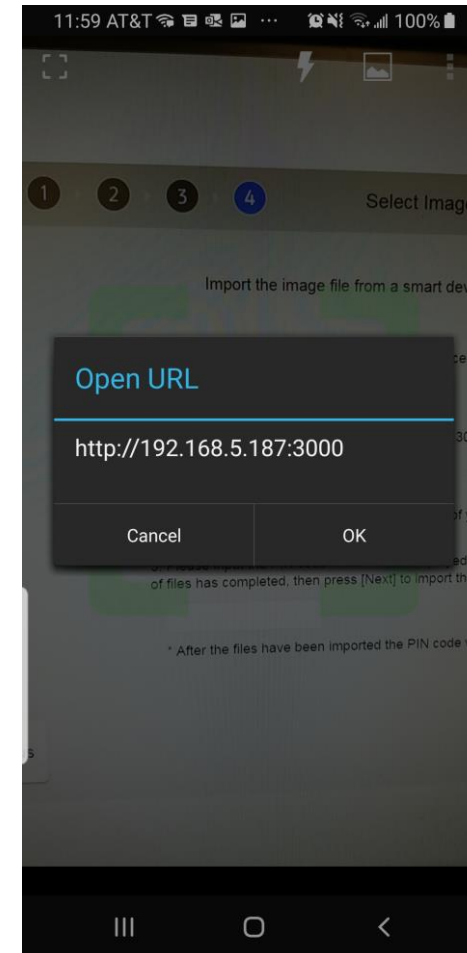 11:59 AT&T ... 100%
1 2 3 4 Select Imag
Import the image file from a smart dev
Open URL
http://192.168.5.187:3000
Cancel OK
of files has completed, then press [Next] to import th
* After the files have been imported the PIN code
s